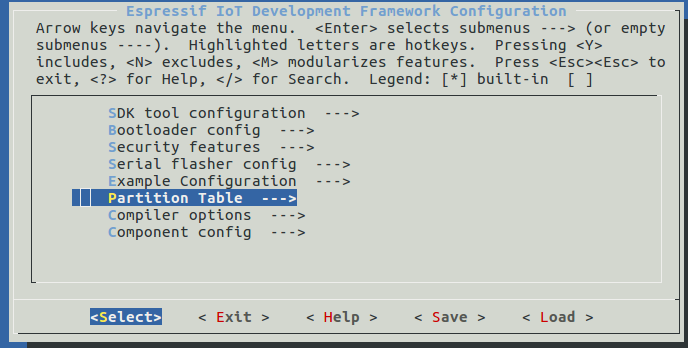 Espressif IoT Development Framework Configuration
Arrow keys navigate the menu.  <Enter> selects submenus ---> (or empty
submenus ----).  Highlighted letters are hotkeys.  Pressing <Y>
includes, <N> excludes, <M> modularizes features.  Press <Esc><Esc> to
exit, <?> for Help, </> for Search.  Legend: [*] built-in  [ ]
SDK tool configuration  --->
Bootloader config  --->
Security features  --->
Serial flasher config  --->
Example Configuration  --->
Partition Table  --->
Compiler options  --->
Component config  --->
<Select>    < Exit >    < Help >    < Save >    < Load >